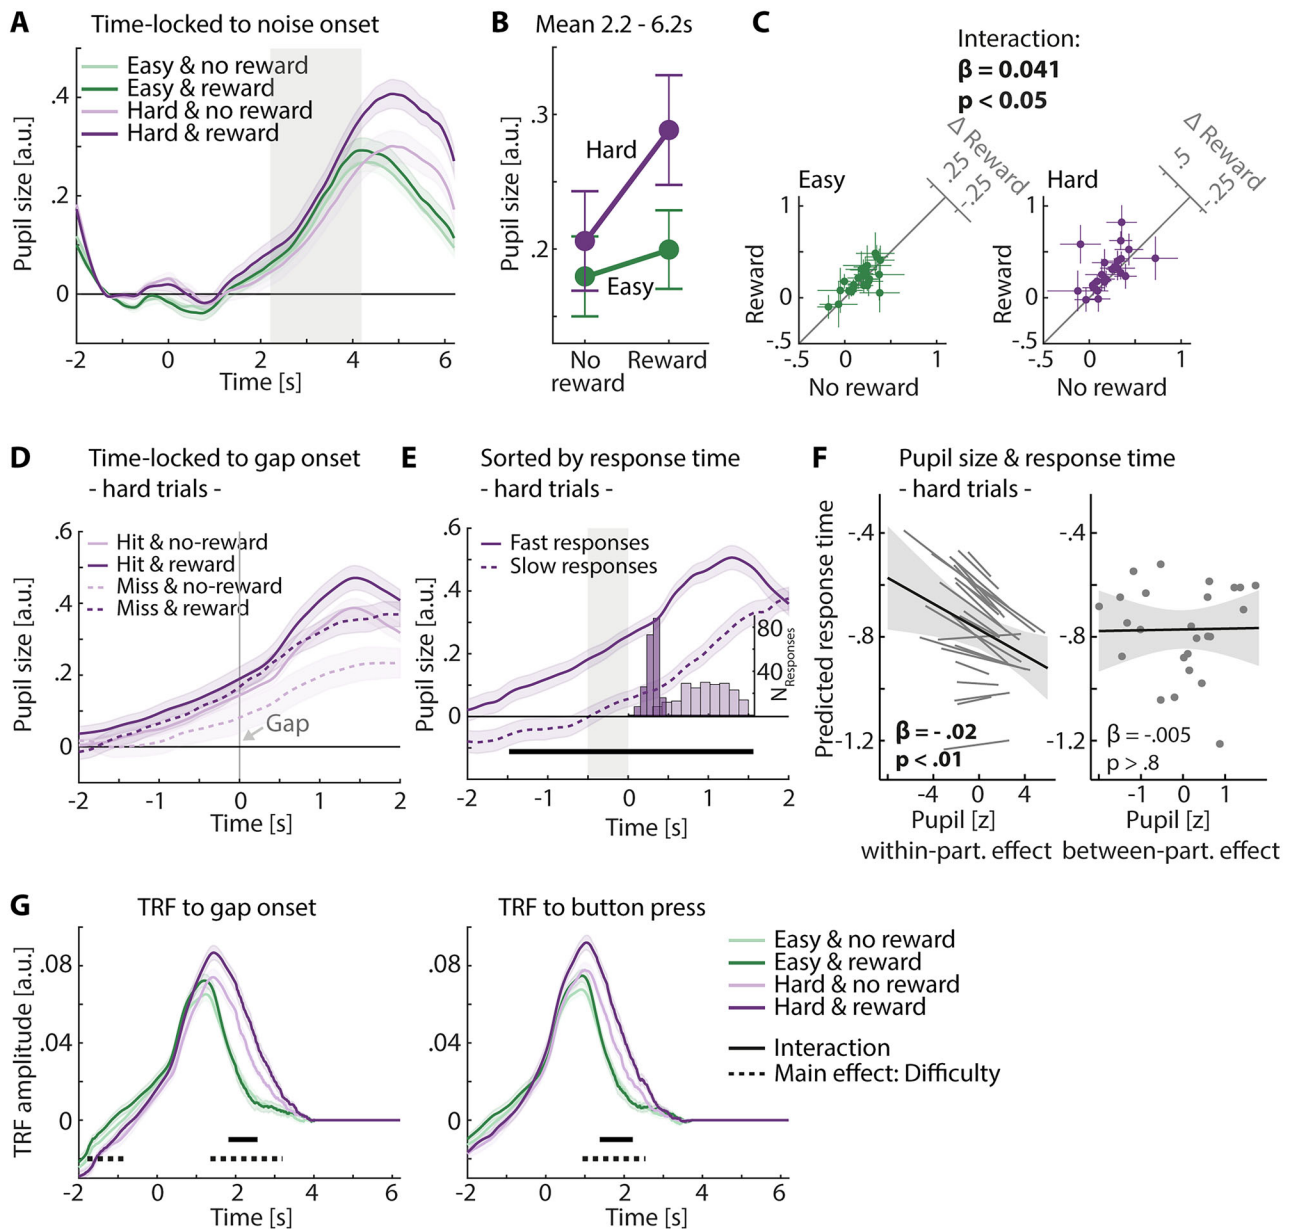 A
Time-locked to noise onset
Easy & no reward
Easy & reward
Hard & no reward
Hard & reward
Pupil size [a.u.]
.4
.2
0
-2
0
2
4
6
Time [s]
B
Mean 2.2 - 6.2s
Pupil size [a.u.]
.3
.2
Hard
Easy
No
reward
Reward
C
Interaction:
β = 0.041
p < 0.05
Easy
Δ Reward
.25
-.25
Reward
1
0
-.5
-.5
0
1
No reward
Hard
Δ Reward
.5
-.25
Reward
1
0
-.5
-.5
0
1
No reward
D
Time-locked to gap onset
- hard trials -
Hit & no-reward
Hit & reward
Miss & no-reward
Miss & reward
Pupil size [a.u.]
.6
.4
.2
0
Gap
-2
-1
0
1
2
Time [s]
E
Sorted by response time
- hard trials -
Fast responses
Slow responses
Pupil size [a.u.]
.6
.4
.2
0
80
40
0
NResponses
-2
-1
0
1
2
Time [s]
F
Pupil size & response time
- hard trials -
Predicted response time
-.4
-.8
-1.2
β = -.02
p < .01
-4
0
4
Pupil [z]
within-part. effect
-.4
-.8
-1.2
β = -.005
p > .8
-1
0
1
Pupil [z]
between-part. effect
G
TRF to gap onset
TRF amplitude [a.u.]
.08
.04
0
-2
0
2
4
6
Time [s]
TRF to button press
.08
.04
0
-2
0
2
4
6
Time [s]
Easy & no reward
Easy & reward
Hard & no reward
Hard & reward
Interaction
Main effect: Difficulty